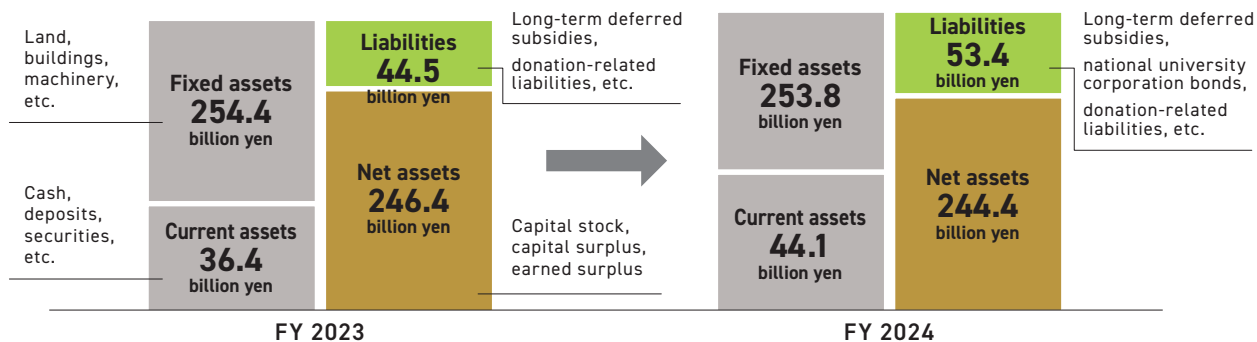 Land,
buildings,
machinery,
etc.
Fixed assets
254.4
billion yen
Cash,
deposits,
securities,
etc.
Current assets
36.4
billion yen
Liabilities
44.5
billion yen
Long-term deferred
subsidies,
donation-related
liabilities, etc.
Net assets
246.4
billion yen
Capital stock,
capital surplus,
earned surplus
FY 2023
Fixed assets
253.8
billion yen
Current assets
44.1
billion yen
Liabilities
53.4
billion yen
Long-term deferred
subsidies,
national university
corporation bonds,
donation-related
liabilities, etc.
Net assets
244.4
billion yen
FY 2024